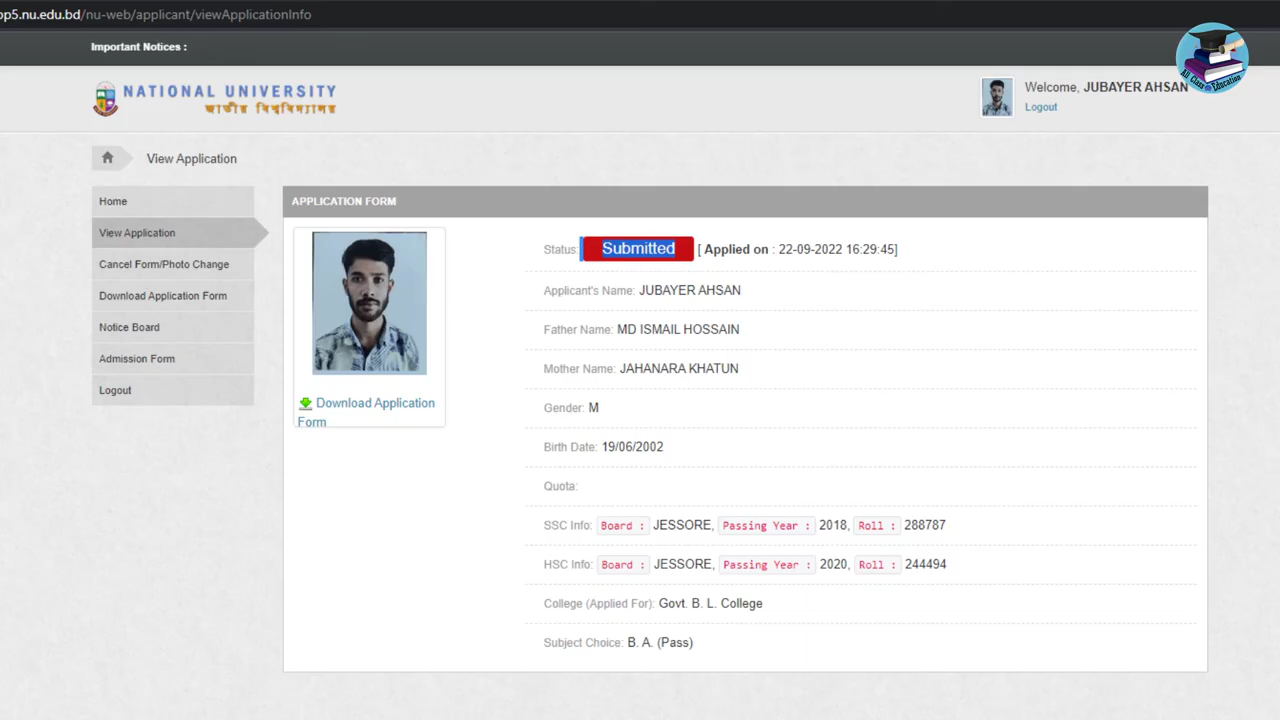 pp5.nu.edu.bd/nu-web/applicant/viewApplicationInfo
Important Notices :
NATIONAL UNIVERSITY
জাতীয় বিশ্ববিদ্যালয়
Welcome, JUBAYER AHSAN
Logout
All Class Education
View Application
Home
View Application
Cancel Form/Photo Change
Download Application Form
Notice Board
Admission Form
Logout
APPLICATION FORM
Download Application
Form
Status: Submitted [ Applied on : 22-09-2022 16:29:45]
Applicant's Name: JUBAYER AHSAN
Father Name: MD ISMAIL HOSSAIN
Mother Name: JAHANARA KHATUN
Gender: M
Birth Date: 19/06/2002
Quota:
SSC Info: Board : JESSORE, Passing Year : 2018, Roll : 288787
HSC Info: Board : JESSORE, Passing Year : 2020, Roll : 244494
College (Applied For): Govt. B. L. College
Subject Choice: B. A. (Pass)